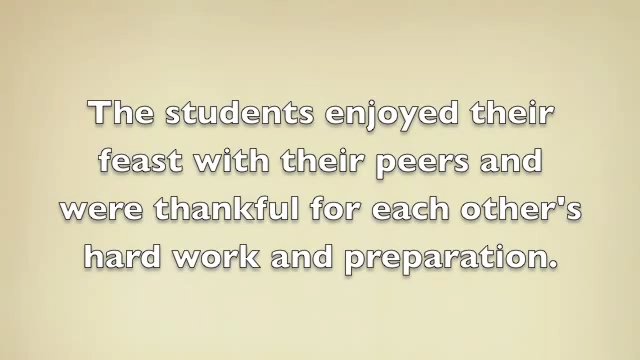 The students enjoyed their
feast with their peers and
were thankful for each other's
hard work and preparation.